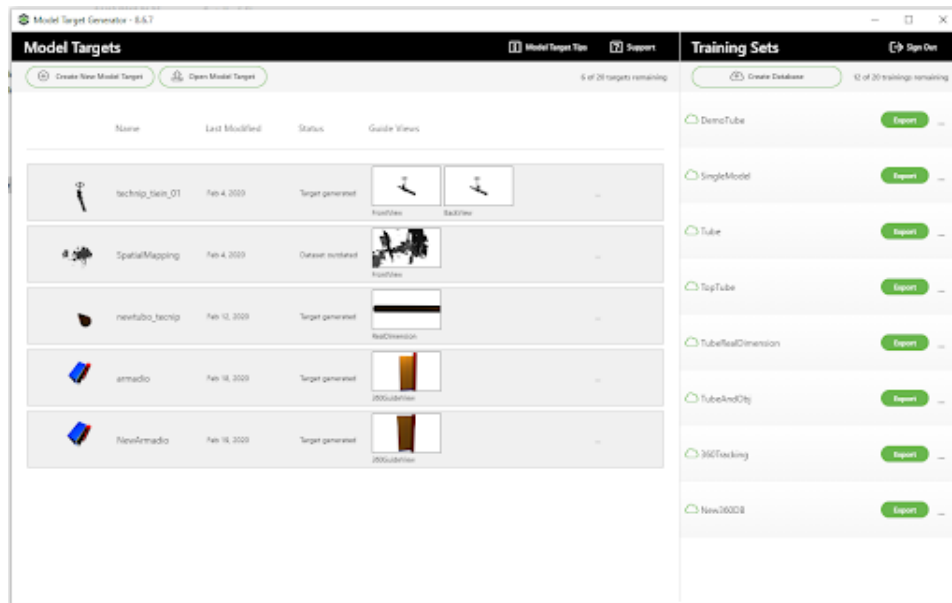 Model Target Generator - 8.6.7
Model Targets
Model Target Tips
Support
Training Sets
Sign Out
Create New Model Target
Open Model Target
6 of 20 targets remaining
Create Database
12 of 20 trainings remaining
Name
Last Modified
Status
Guide Views
technip_tiein_01
Feb 4, 2020
Target generated
FrontView
BackView
SpatialMapping
Feb 4, 2020
Dataset outdated
FrontView
newtubo_tecnip
Feb 12, 2020
Target generated
RealDimension
armadio
Feb 18, 2020
Target generated
360GuideView
NewArmadio
Feb 18, 2020
Target generated
360GuideView
DemoTube
Export
SingleModel
Export
Tube
Export
TopTube
Export
TubeRealDimension
Export
TubeAndObj
Export
360Tracking
Export
New360DB
Export